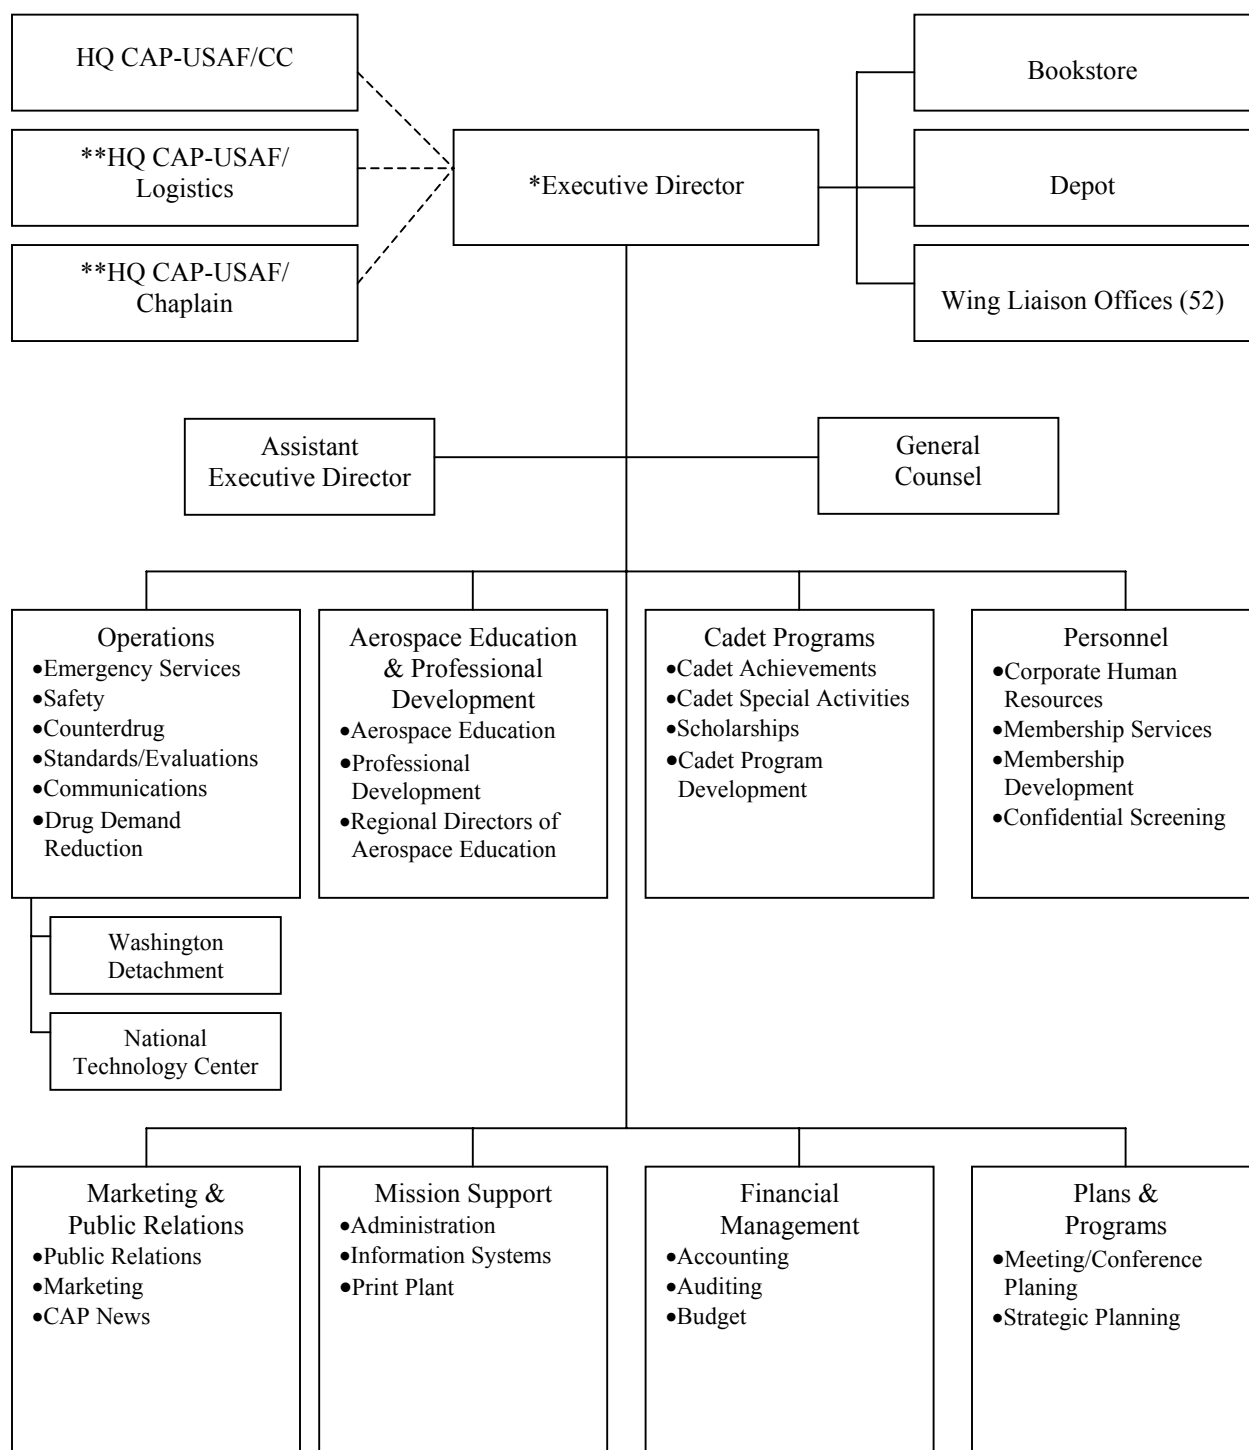 HQ CAP-USAF/CC
**HQ CAP-USAF/
Logistics
**HQ CAP-USAF/
Chaplain
*Executive Director
Bookstore
Depot
Wing Liaison Offices (52)
Assistant
Executive Director
General
Counsel
Operations
•Emergency Services
•Safety
•Counterdrug
•Standards/Evaluations
•Communications
•Drug Demand
Reduction
Aerospace Education
& Professional
Development
•Aerospace Education
•Professional
Development
•Regional Directors of
Aerospace Education
Cadet Programs
•Cadet Achievements
•Cadet Special Activities
•Scholarships
•Cadet Program
Development
Personnel
•Corporate Human
Resources
•Membership Services
•Membership
Development
•Confidential Screening
Washington
Detachment
National
Technology Center
Marketing &
Public Relations
•Public Relations
•Marketing
•CAP News
Mission Support
•Administration
•Information Systems
•Print Plant
Financial
Management
•Accounting
•Auditing
•Budget
Plans &
Programs
•Meeting/Conference
Planing
•Strategic Planning